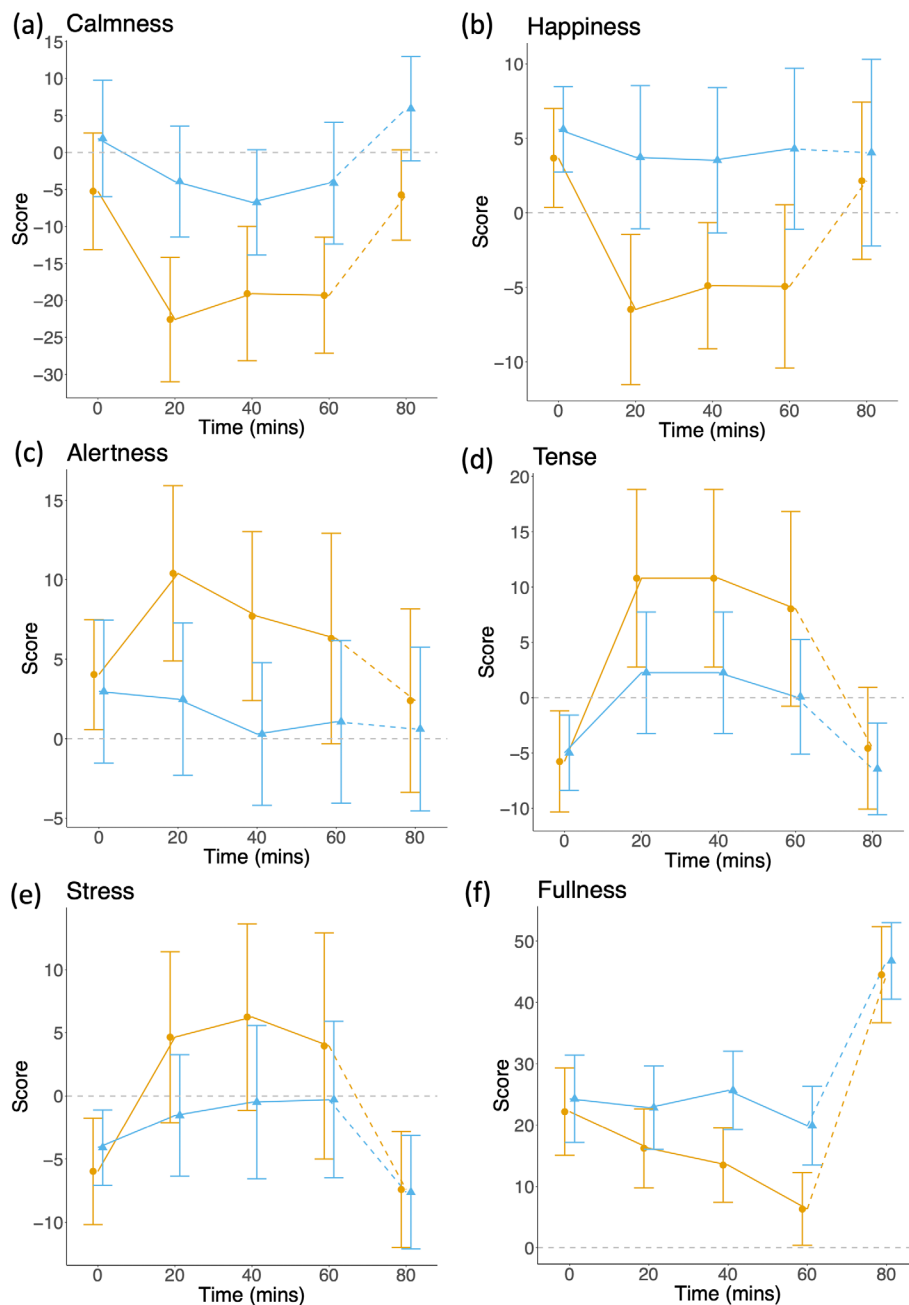 (a) Calmness
15
10
5
0
−5
−10
−15
−20
−25
−30
Score
0 20 40 60 80
Time (mins)
(b) Happiness
10
5
0
−5
−10
Score
0 20 40 60 80
Time (mins)
(c) Alertness
15
10
5
0
−5
Score
0 20 40 60 80
Time (mins)
(d) Tense
20
15
10
5
0
−5
−10
Score
0 20 40 60 80
Time (mins)
(e) Stress
10
5
0
−5
−10
Score
0 20 40 60 80
Time (mins)
(f) Fullness
50
40
30
20
10
0
Score
0 20 40 60 80
Time (mins)